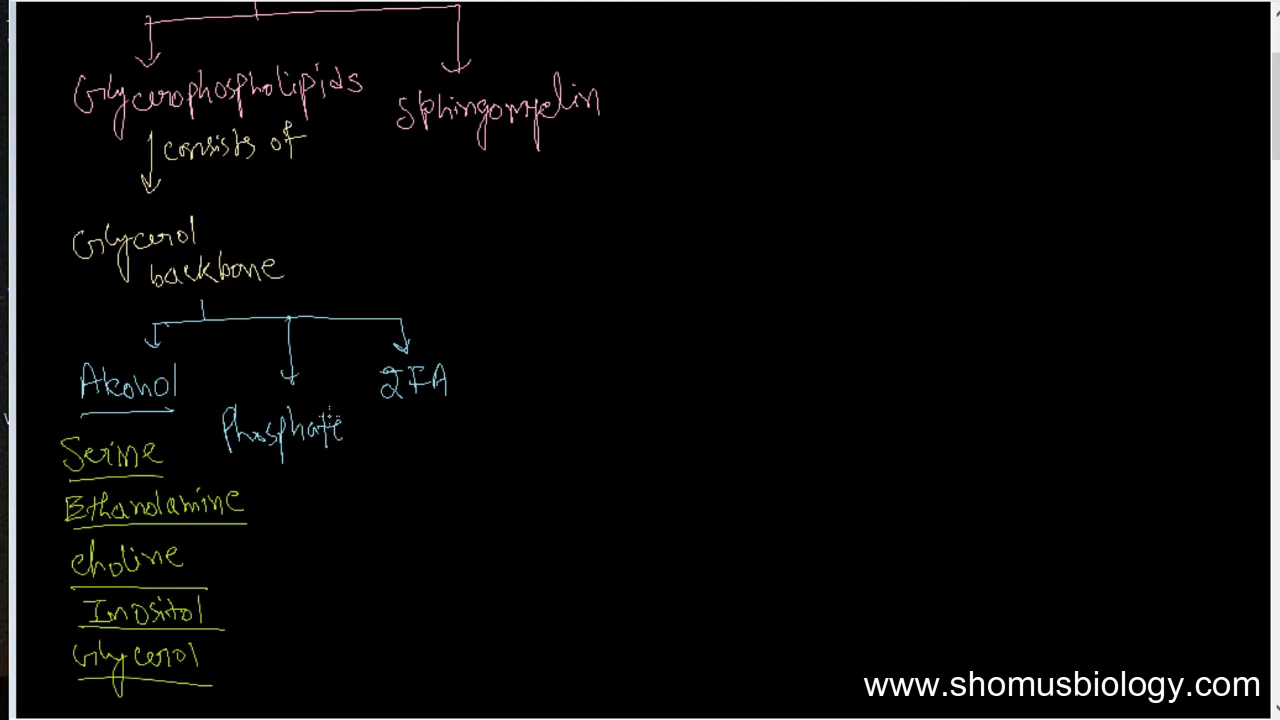 Glycerophospholipids
Sphingomyelin
consists of
Glycerol
backbone
Alcohol
Phosphate
2FA
Serine
Ethanolamine
choline
Inositol
Glycerol
www.shomusbiology.com